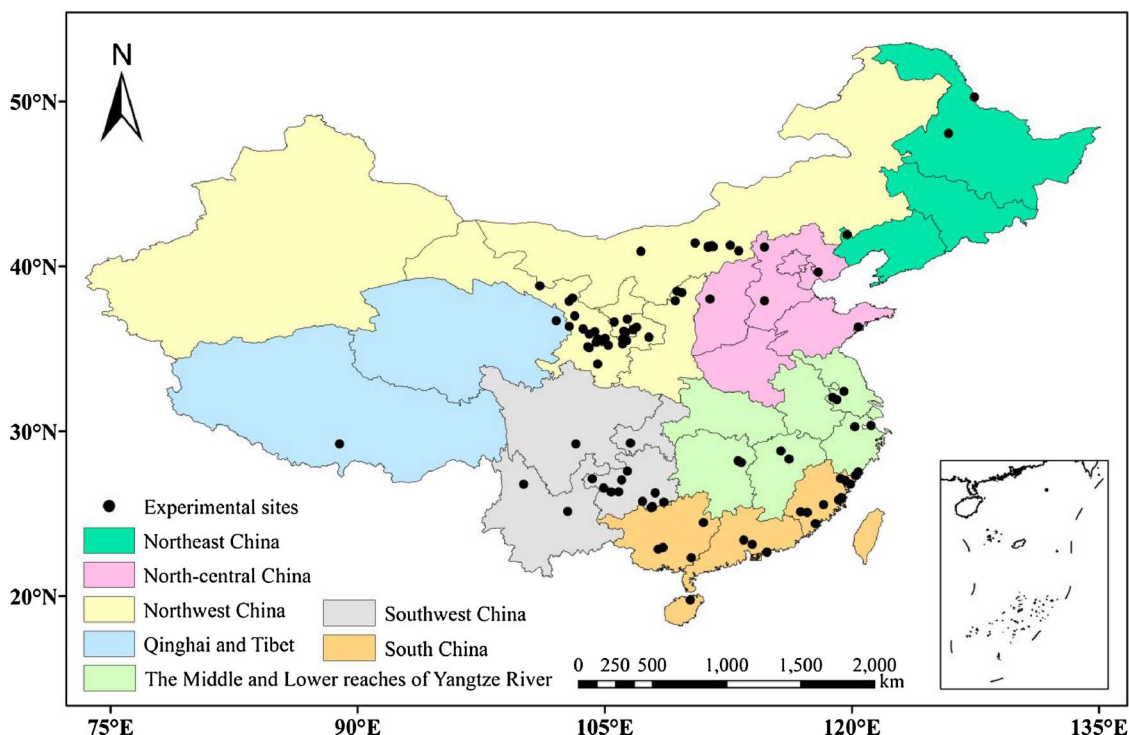 N
50°N
40°N
30°N
20°N
Experimental sites
Northeast China
North-central China
Northwest China
Qinghai and Tibet
The Middle and Lower reaches of Yangtze River
Southwest China
South China
0 250 500 1,000 1,500 2,000
km
75°E 90°E 105°E 120°E 135°E